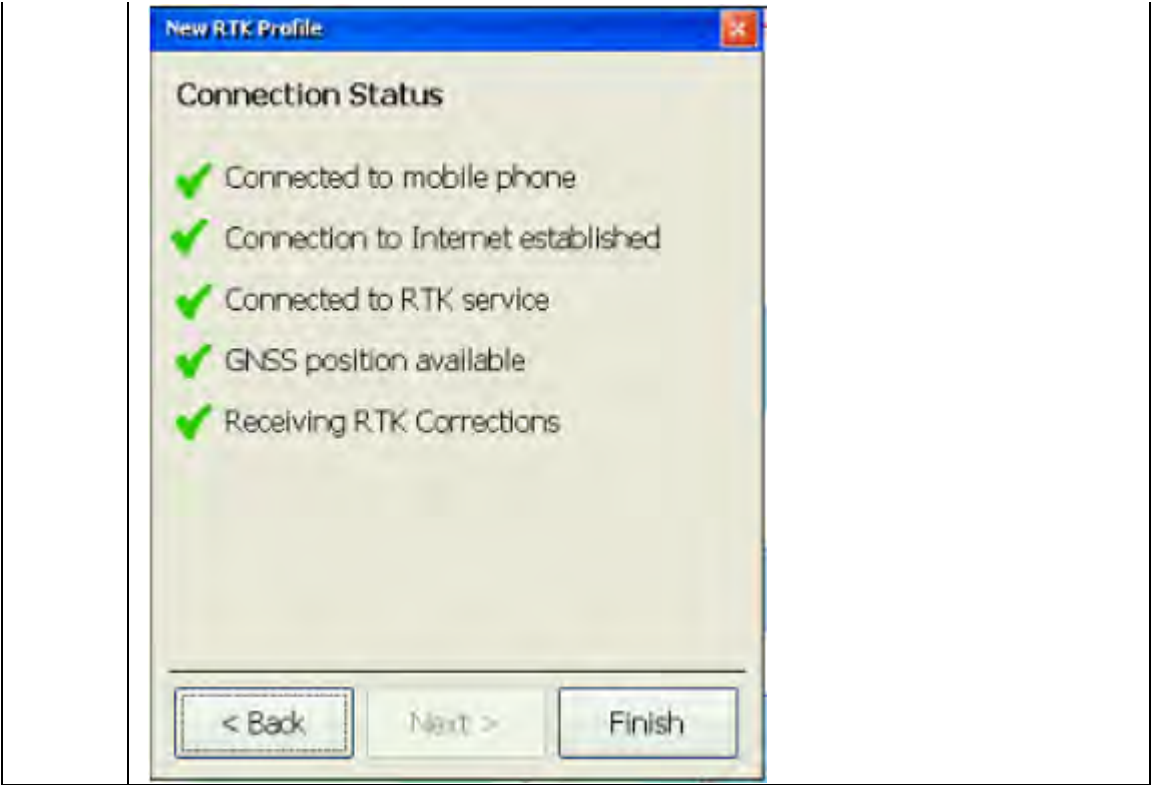 New RTK Profile
Connection Status
Connected to mobile phone
Connection to Internet established
Connected to RTK service
GNSS position available
Receiving RTK Corrections
< Back Next > Finish